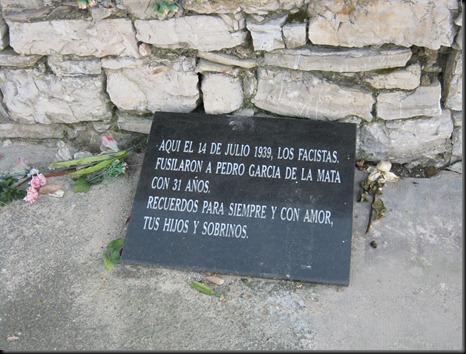 AQUI EL 14 DE JULIO 1939, LOS FACISTAS.
FUSILARON A PEDRO GARCIA DE LA MATA
CON 31 AÑOS.
RECUERDOS PARA SIEMPRE Y CON AMOR,
TUS HIJOS Y SOBRINOS.